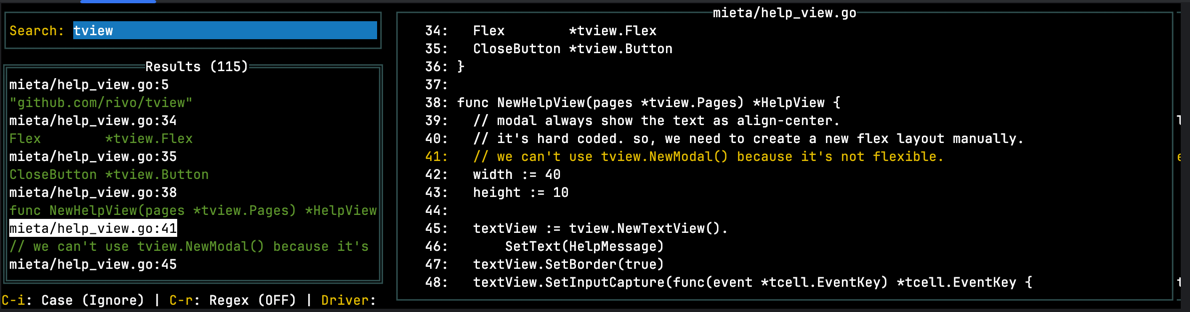 Search: tview
Results (115)
mieta/help_view.go:5
"github.com/rivo/tview"
mieta/help_view.go:34
Flex        *tview.Flex
mieta/help_view.go:35
CloseButton *tview.Button
mieta/help_view.go:38
func NewHelpView(pages *tview.Pages) *HelpView
mieta/help_view.go:41
// we can't use tview.NewModal() because it's
mieta/help_view.go:45
C-i: Case (Ignore) | C-r: Regex (OFF) | Driver:
mieta/help_view.go
34:   Flex        *tview.Flex
35:   CloseButton *tview.Button
36: }
37:
38: func NewHelpView(pages *tview.Pages) *HelpView {
39:   // modal always show the text as align-center.
40:   // it's hard coded. so, we need to create a new flex layout manually.
41:   // we can't use tview.NewModal() because it's not flexible.
42:   width := 40
43:   height := 10
44:
45:   textView := tview.NewTextView().
46:       SetText(HelpMessage)
47:   textView.SetBorder(true)
48:   textView.SetInputCapture(func(event *tcell.EventKey) *tcell.EventKey {